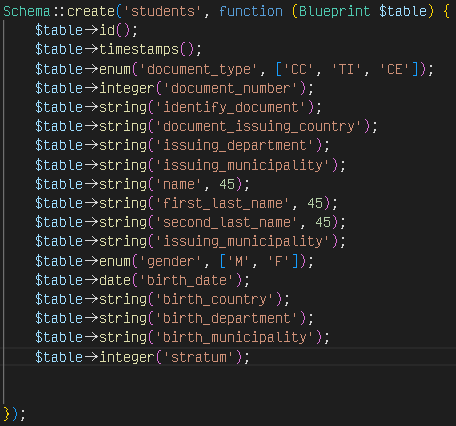 Schema::create('students', function (Blueprint $table) {
$table->id();
$table->timestamps();
$table->enum('document_type', ['CC', 'TI', 'CE']);
$table->integer('document_number');
$table->string('identify_document');
$table->string('document_issuing_country');
$table->string('issuing_department');
$table->string('issuing_municipality');
$table->string('name', 45);
$table->string('first_last_name', 45);
$table->string('second_last_name', 45);
$table->string('issuing_municipality');
$table->enum('gender', ['M', 'F']);
$table->date('birth_date');
$table->string('birth_country');
$table->string('birth_department');
$table->string('birth_municipality');
$table->integer('stratum');
});